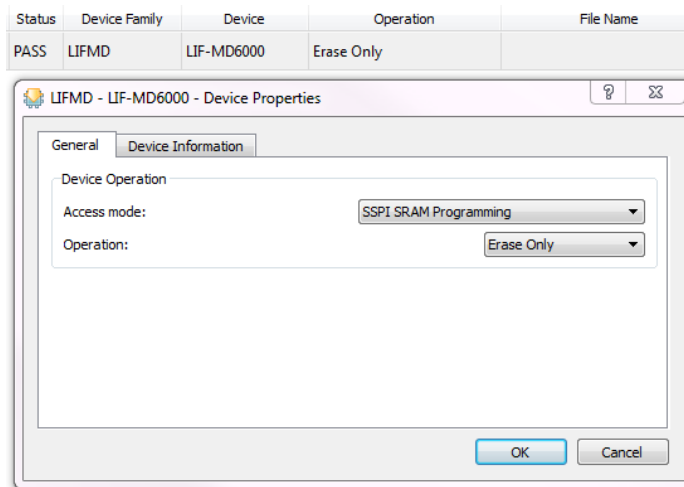 Status Device Family Device Operation File Name
PASS LIFMD LIF-MD6000 Erase Only
LIFMD - LIF-MD6000 - Device Properties
General Device Information
Device Operation
Access mode: SSPI SRAM Programming
Operation: Erase Only
OK Cancel